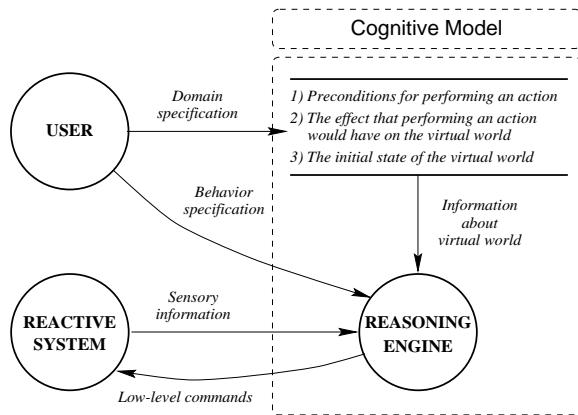 Cognitive Model
Domain
specification
1) Preconditions for performing an action
2) The effect that performing an action
would have on the virtual world
3) The initial state of the virtual world
USER
Behavior
specification
Information
about
virtual world
Sensory
information
REACTIVE
SYSTEM
REASONING
ENGINE
Low-level commands